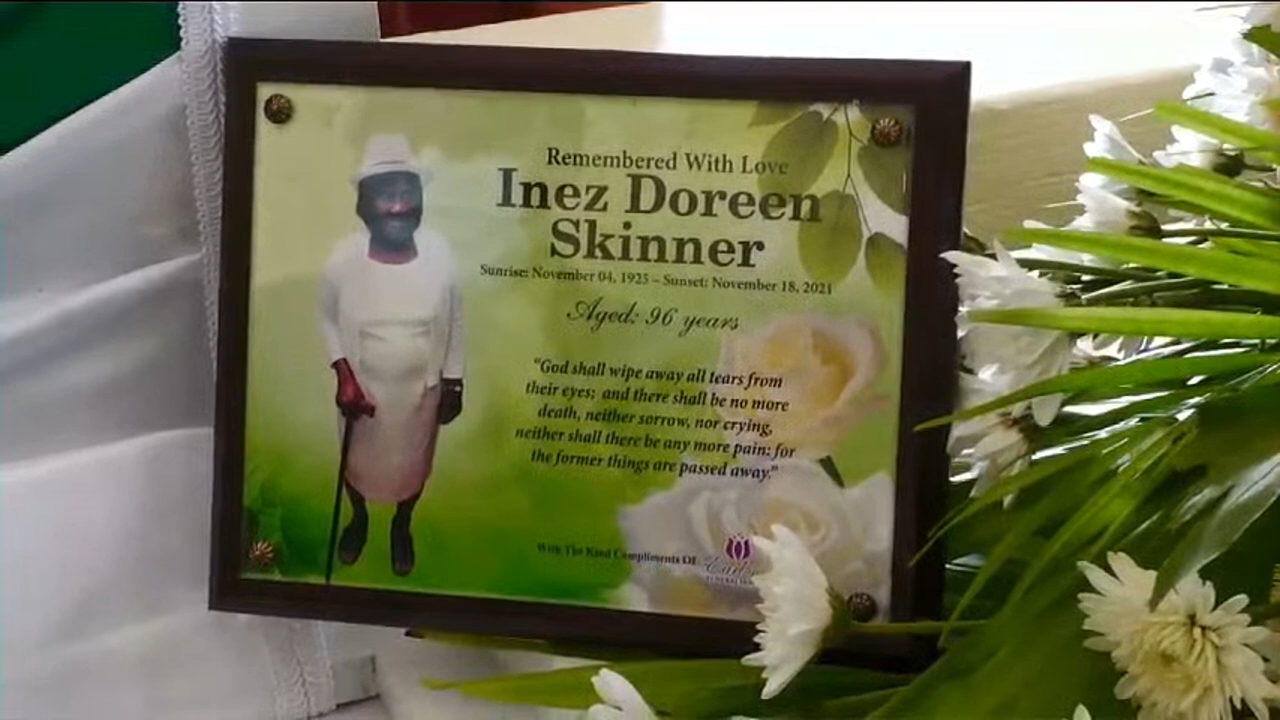 Remembered With Love
Inez Doreen
Skinner
Sunrise: November 04, 1925 – Sunset: November 18, 2021
Aged: 96 years
“God shall wipe away all tears from
their eyes; and there shall be no more
death, neither sorrow, nor crying,
neither shall there be any more pain: for
the former things are passed away.”
With The Kind Compliments Of